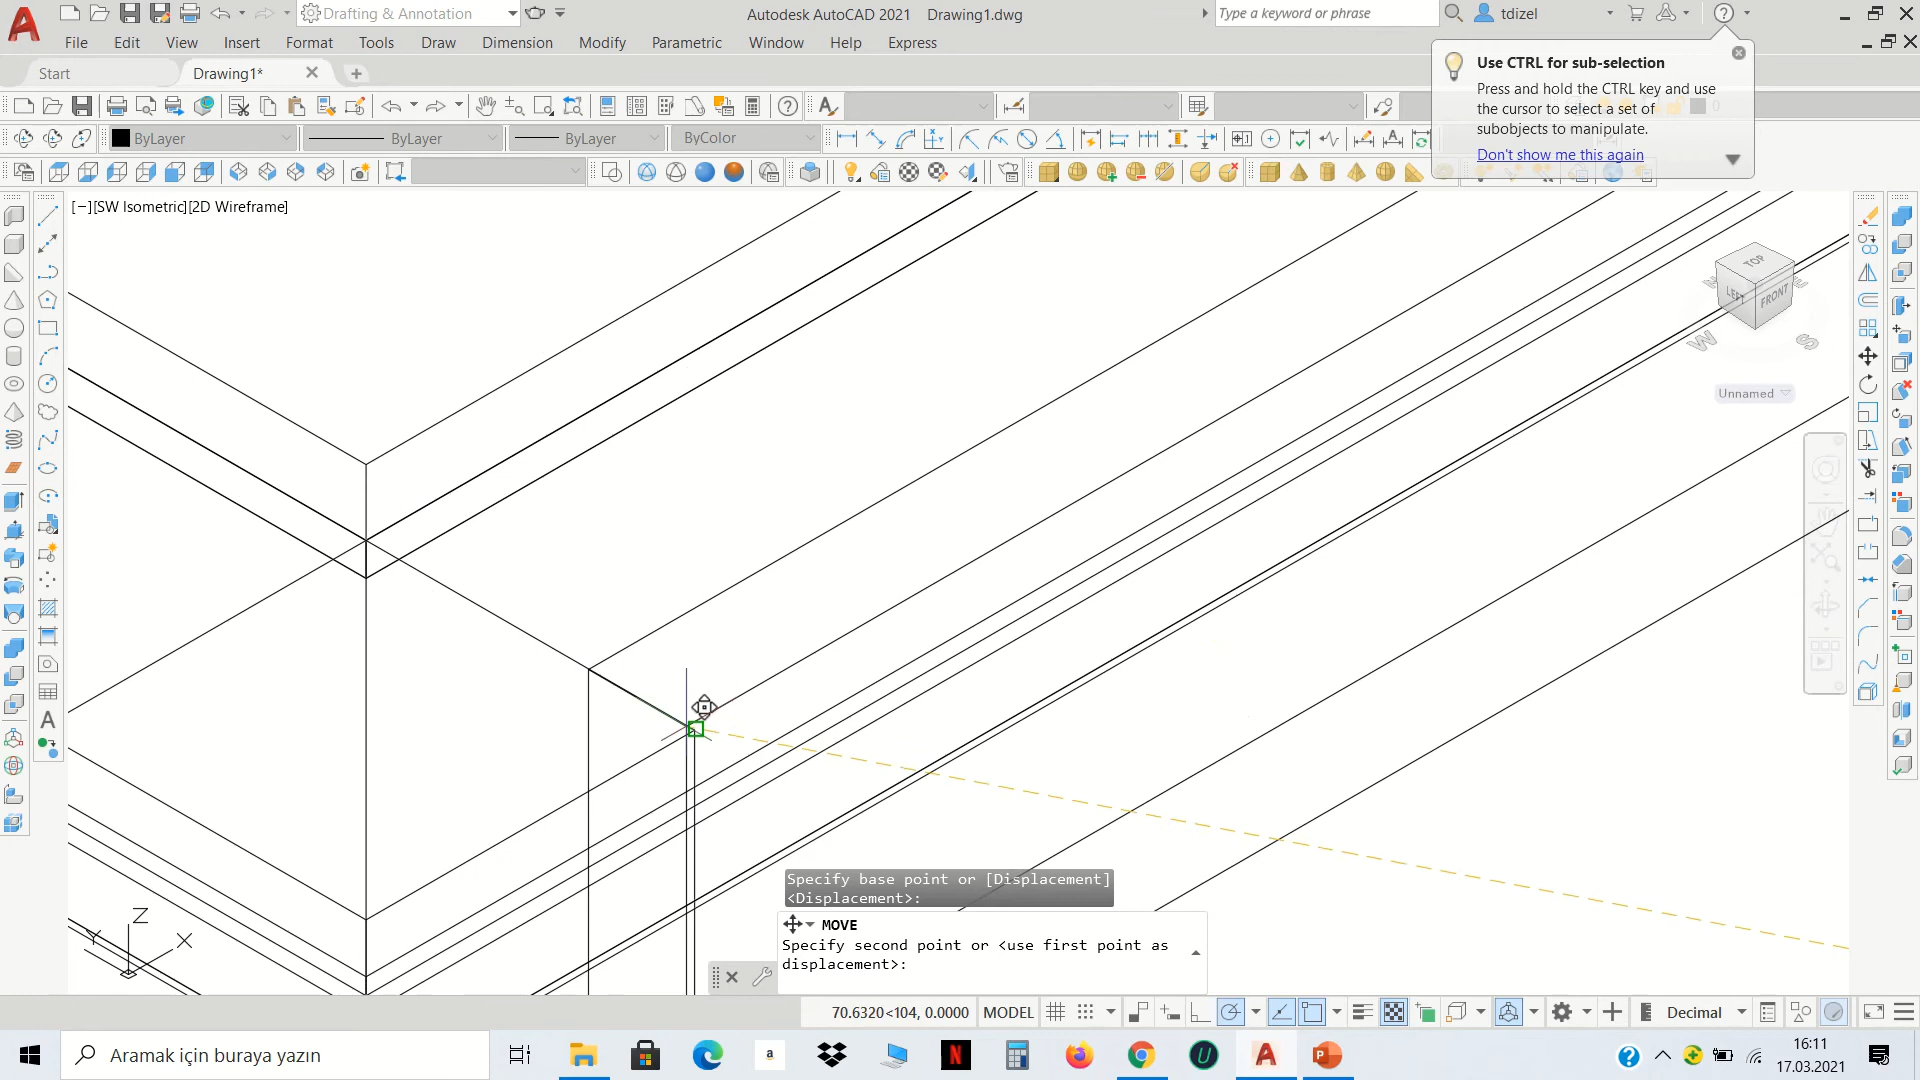 Drafting & Annotation
Autodesk AutoCAD 2021 Drawing1.dwg
Type a keyword or phrase
tdizel
File Edit View Insert Format Tools Draw Dimension Modify Parametric Window Help Express
Start
Drawing1*
Use CTRL for sub-selection
Press and hold the CTRL key and use
the cursor to select a set of
subobjects to manipulate.
Don't show me this again
0
ByLayer
ByLayer
ByLayer
ByColor
[−][SW Isometric][2D Wireframe]
TOP
LEFT
FRONT
W
S
Unnamed
Z
Y
X
Specify base point or [Displacement]
<Displacement>:
MOVE
Specify second point or <use first point as
displacement>:
70.6320<104, 0.0000
MODEL
Decimal
Aramak için buraya yazın
16:11
17.03.2021